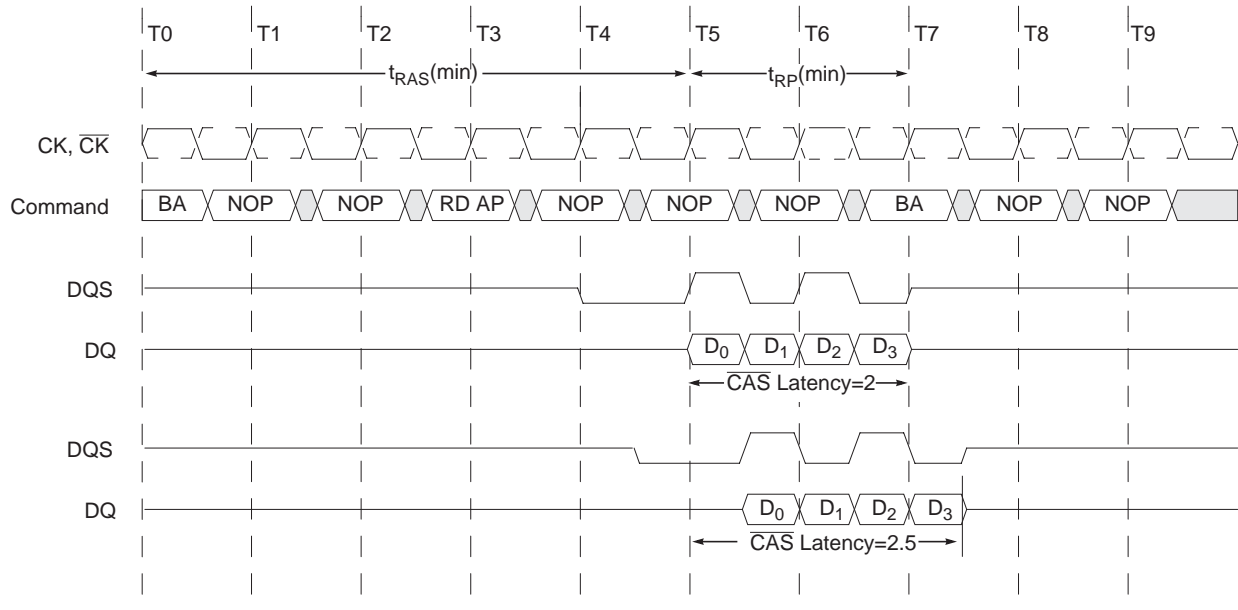 T0 T1 T2 T3 T4 T5 T6 T7 T8 T9
tRAS(min) tRP(min)
CK, CK
Command BA NOP NOP RD AP NOP NOP NOP BA NOP NOP
DQS
DQ D0 D1 D2 D3
CAS Latency=2
DQS
DQ D0 D1 D2 D3
CAS Latency=2.5